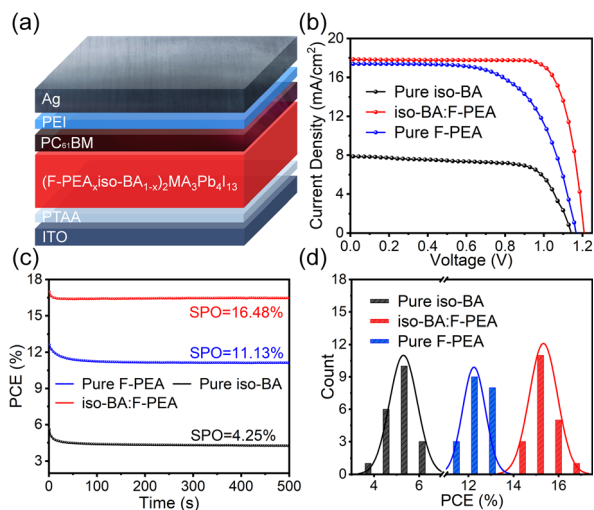 (a)
Ag
PEI
PC₆₁BM
(F-PEAₓiso-BA₁₋ₓ)₂MA₃Pb₄I₁₃
PTAA
ITO
(b)
20
16
12
8
4
0
Current Density (mA/cm²)
Pure iso-BA
iso-BA:F-PEA
Pure F-PEA
0.0 0.2 0.4 0.6 0.8 1.0 1.2
Voltage (V)
(c)
18
15
12
9
6
3
PCE (%)
SPO=16.48%
SPO=11.13%
Pure F-PEA Pure iso-BA
iso-BA:F-PEA
SPO=4.25%
0 100 200 300 400 500
Time (s)
(d)
18
15
12
9
6
3
0
Count
Pure iso-BA
iso-BA:F-PEA
Pure F-PEA
4 6 12 14 16
PCE (%)